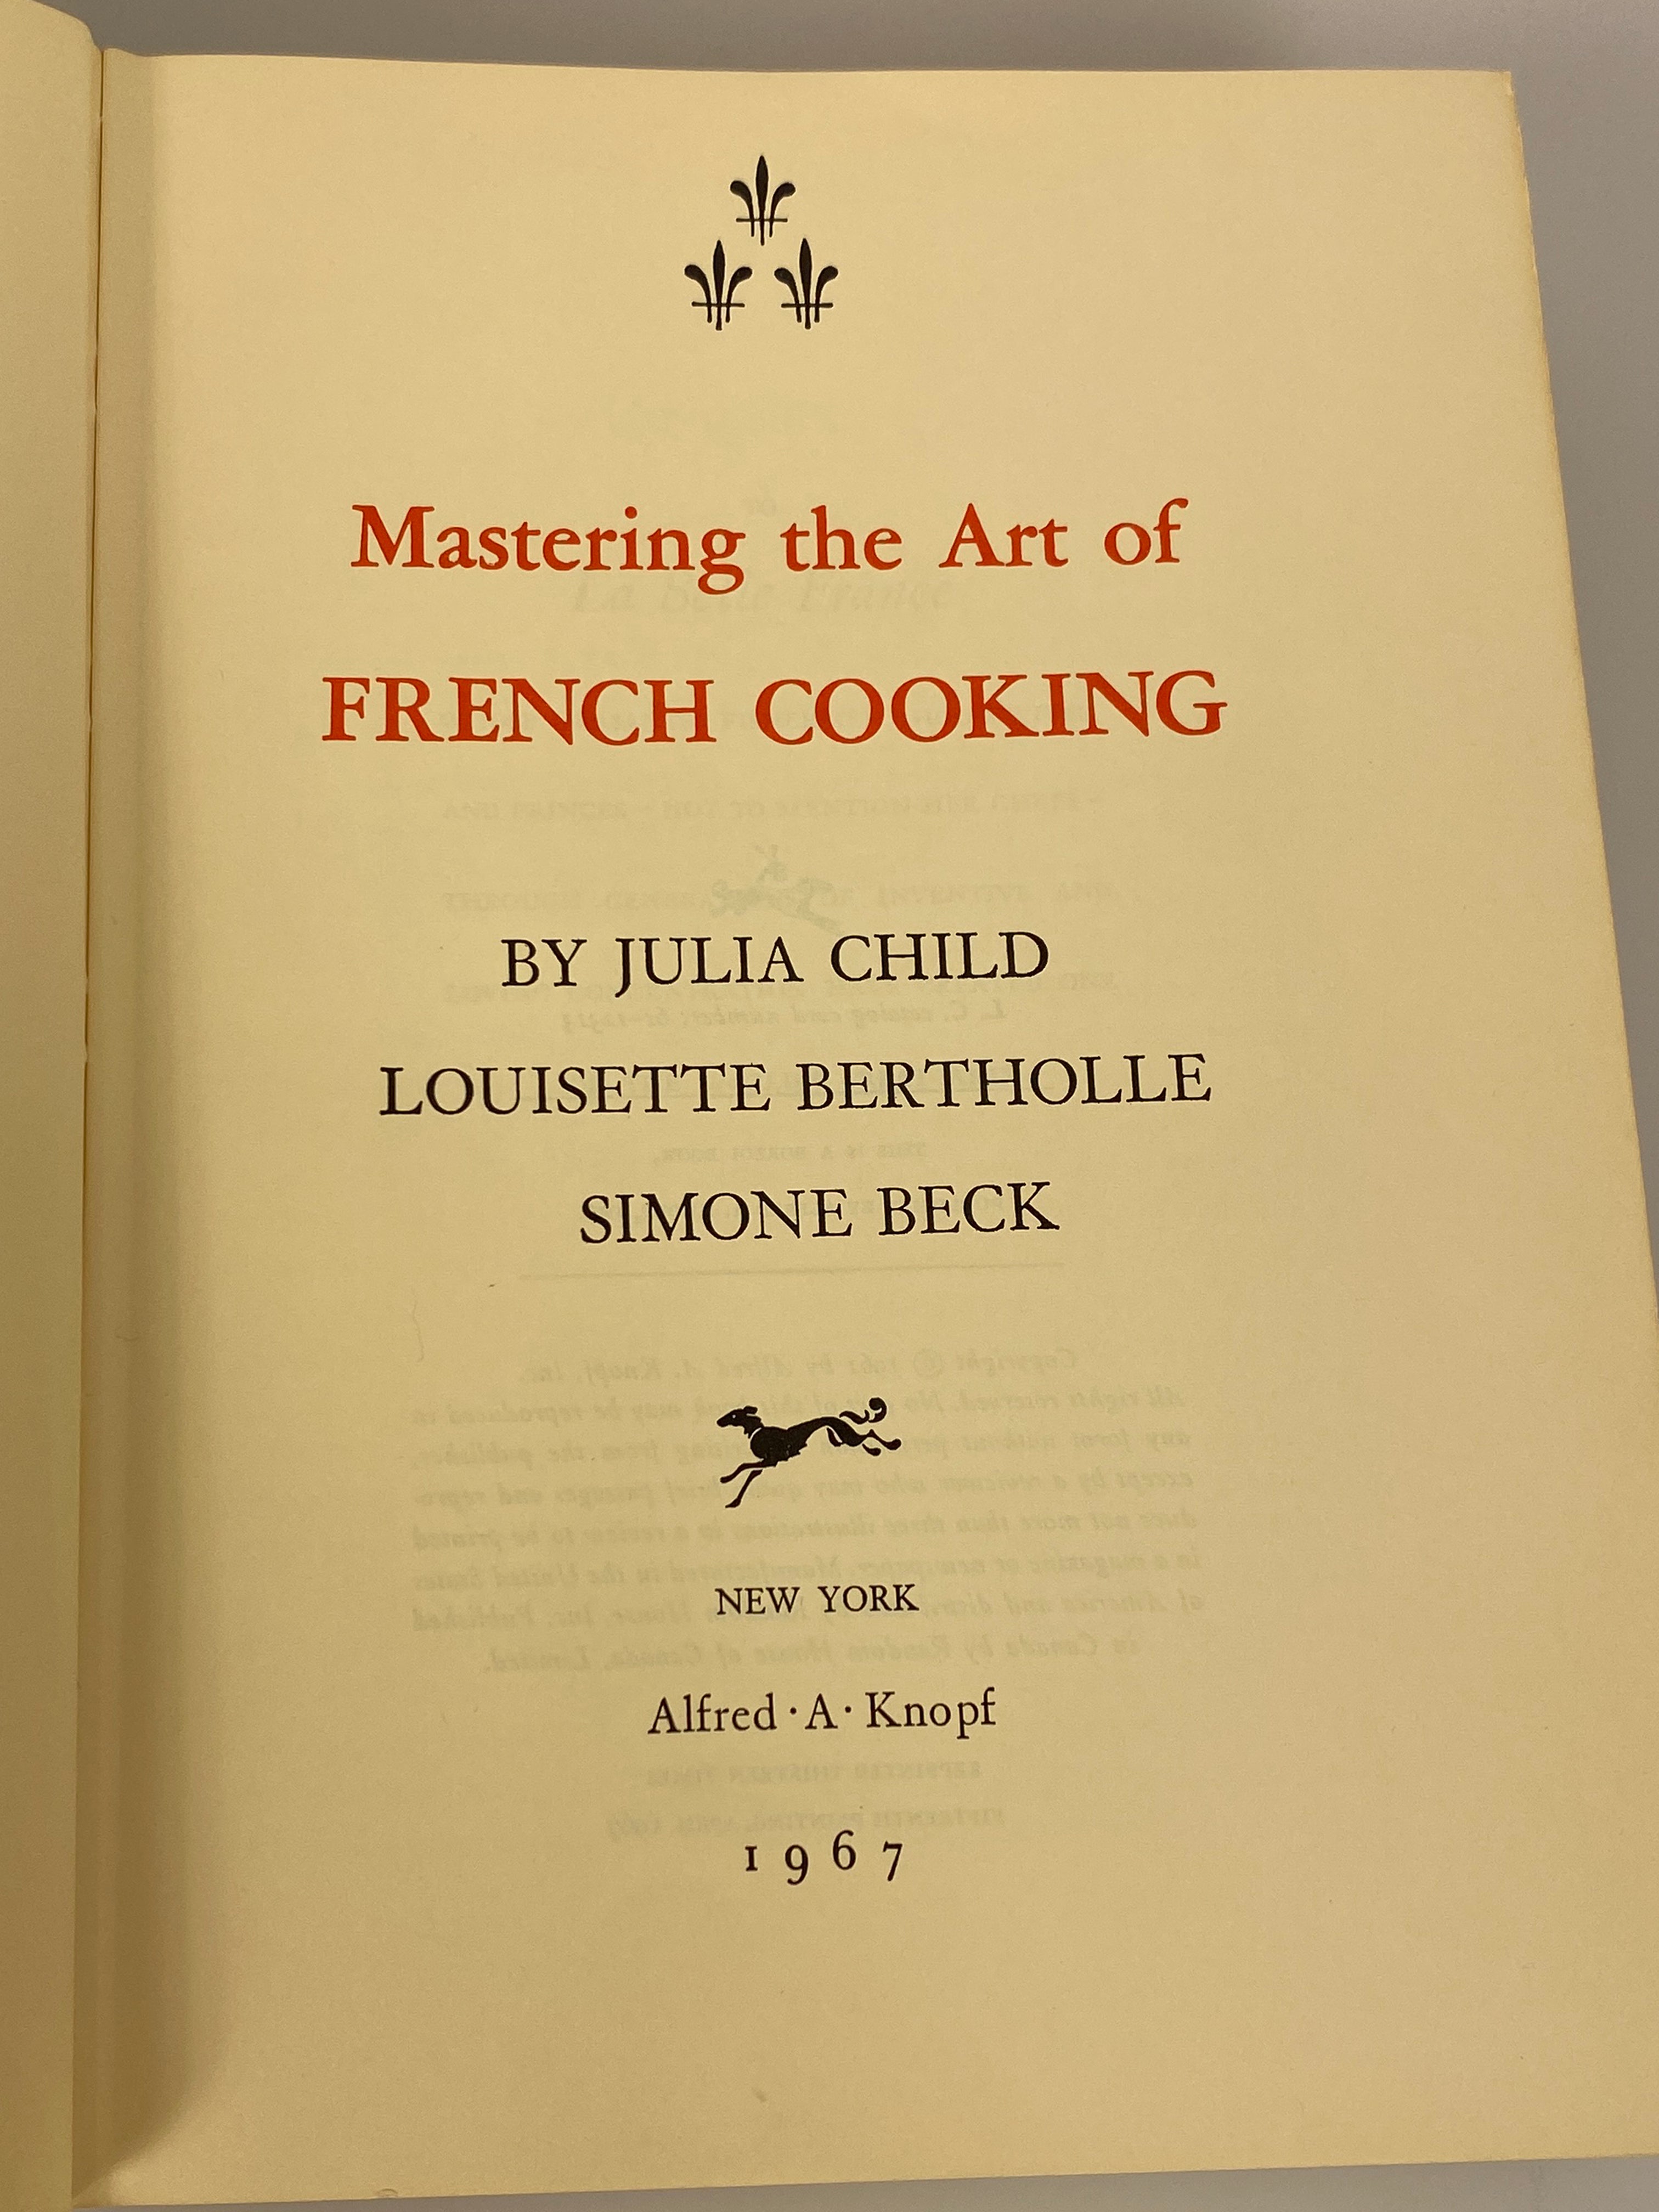 Mastering the Art of
FRENCH COOKING
BY JULIA CHILD
LOUISETTE BERTHOLLE
SIMONE BECK
NEW YORK
Alfred · A · Knopf
1967